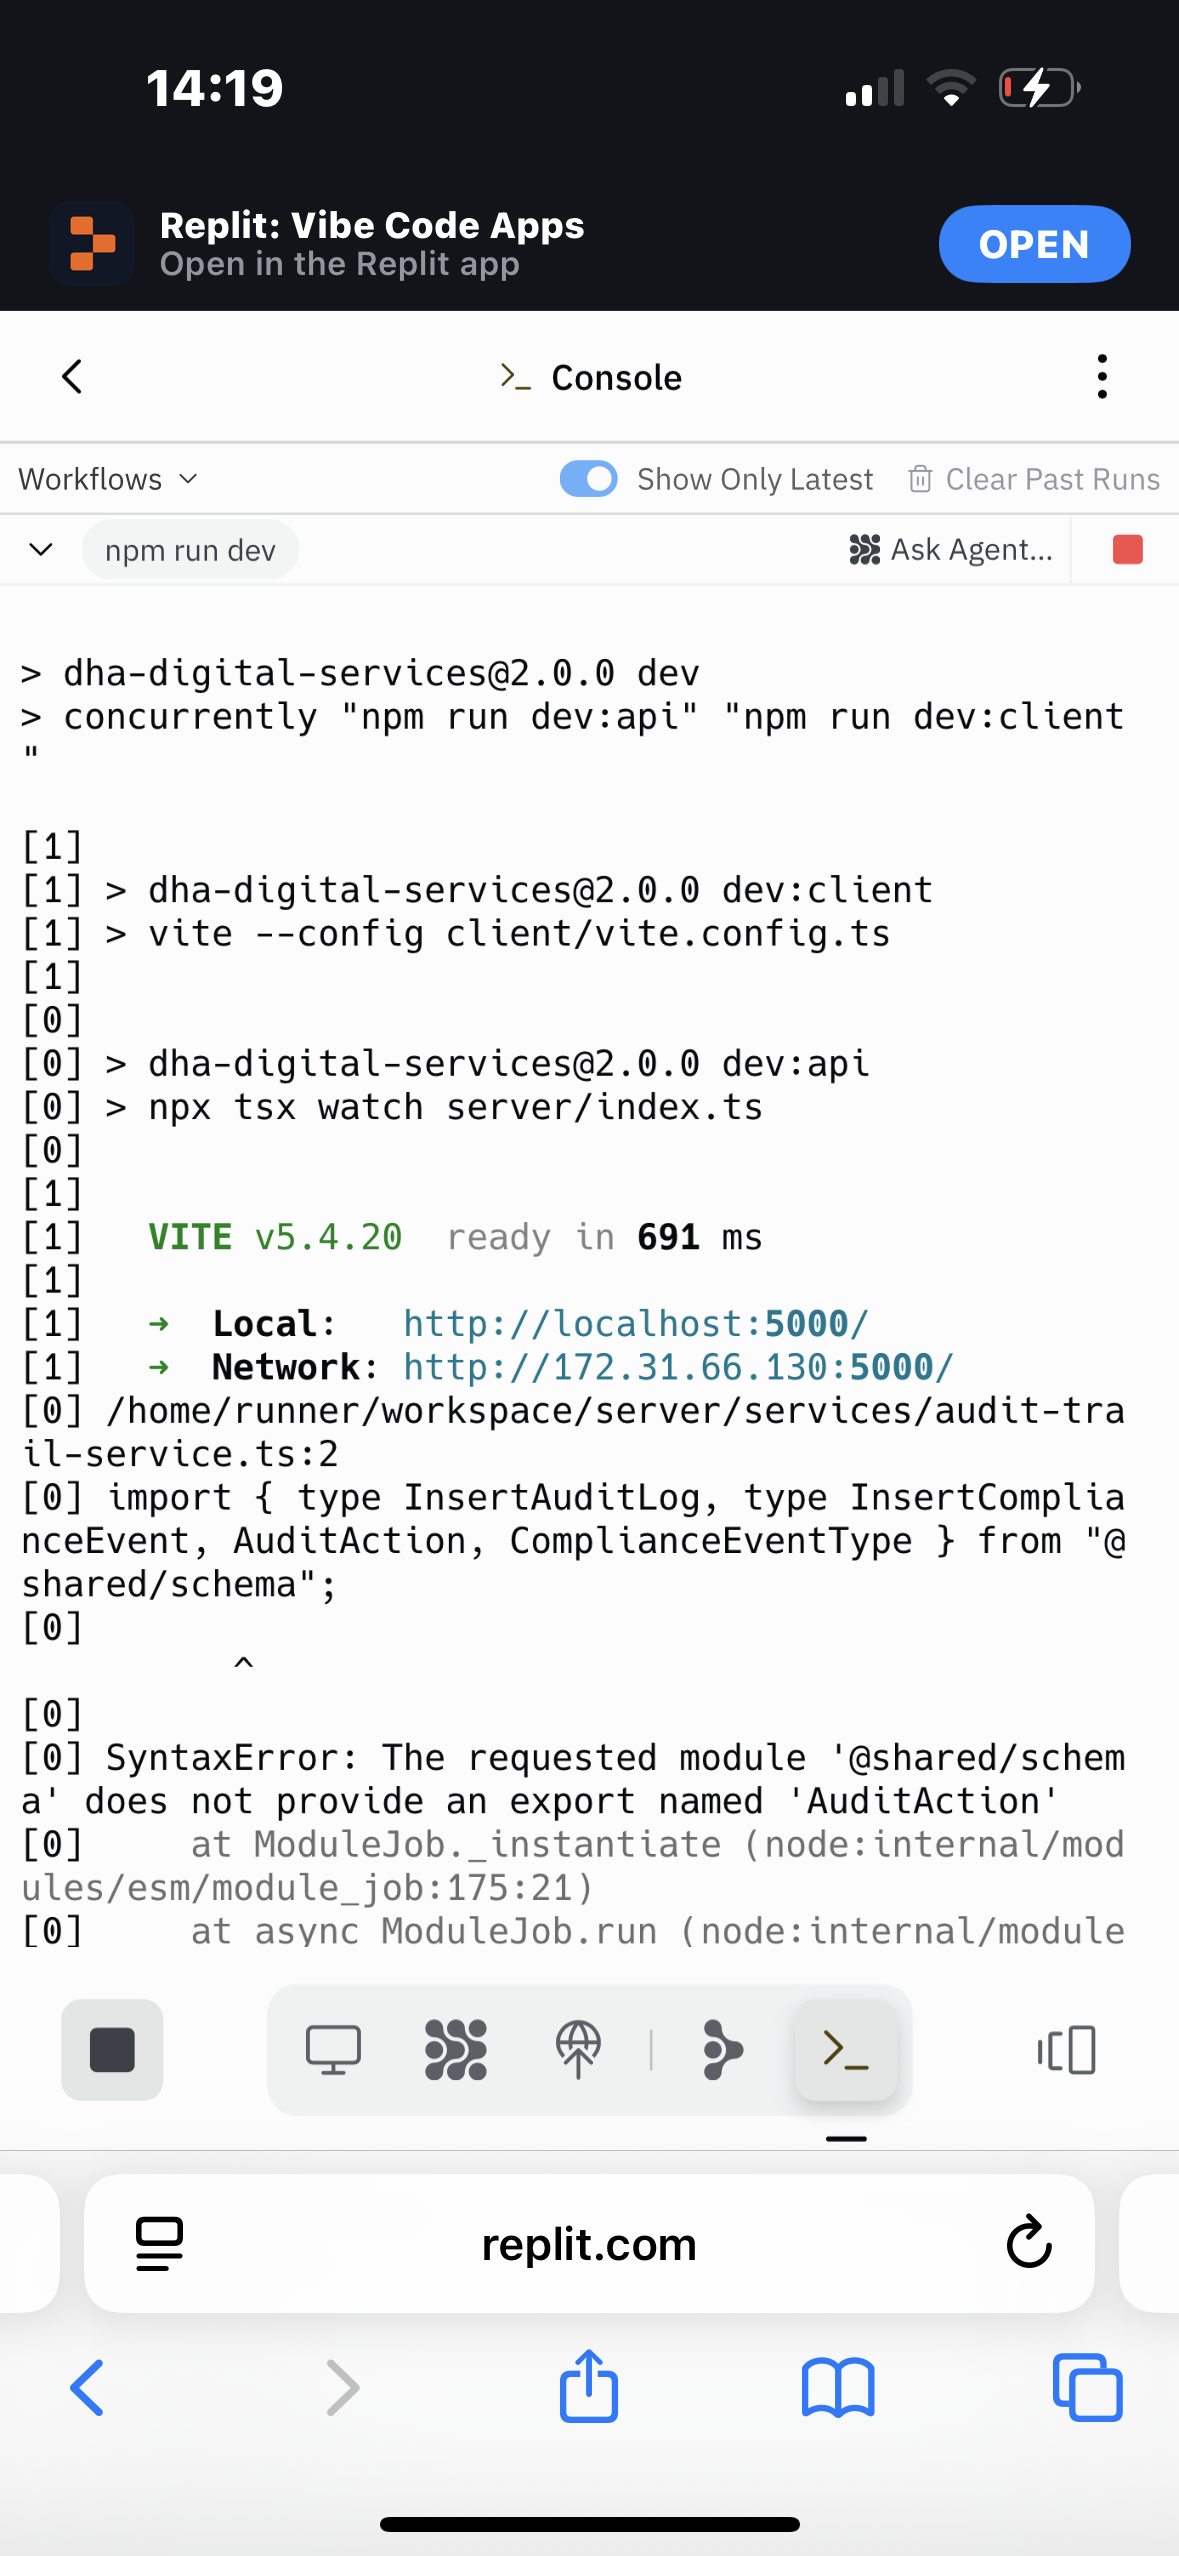 14:19
Replit: Vibe Code Apps
Open in the Replit app
OPEN
>_ Console
Workflows
Show Only Latest
Clear Past Runs
npm run dev
Ask Agent...
> dha-digital-services@2.0.0 dev
> concurrently "npm run dev:api" "npm run dev:client
"
[1]
[1] > dha-digital-services@2.0.0 dev:client
[1] > vite --config client/vite.config.ts
[1]
[0]
[0] > dha-digital-services@2.0.0 dev:api
[0] > npx tsx watch server/index.ts
[0]
[1]
[1]   VITE v5.4.20  ready in 691 ms
[1]
[1]   ➜  Local:   http://localhost:5000/
[1]   ➜  Network: http://172.31.66.130:5000/
[0] /home/runner/workspace/server/services/audit-tra
il-service.ts:2
[0] import { type InsertAuditLog, type InsertComplia
nceEvent, AuditAction, ComplianceEventType } from "@
shared/schema";
[0]
^
[0]
[0] SyntaxError: The requested module '@shared/schem
a' does not provide an export named 'AuditAction'
[0]     at ModuleJob._instantiate (node:internal/mod
ules/esm/module_job:175:21)
[0]     at async ModuleJob.run (node:internal/module
replit.com